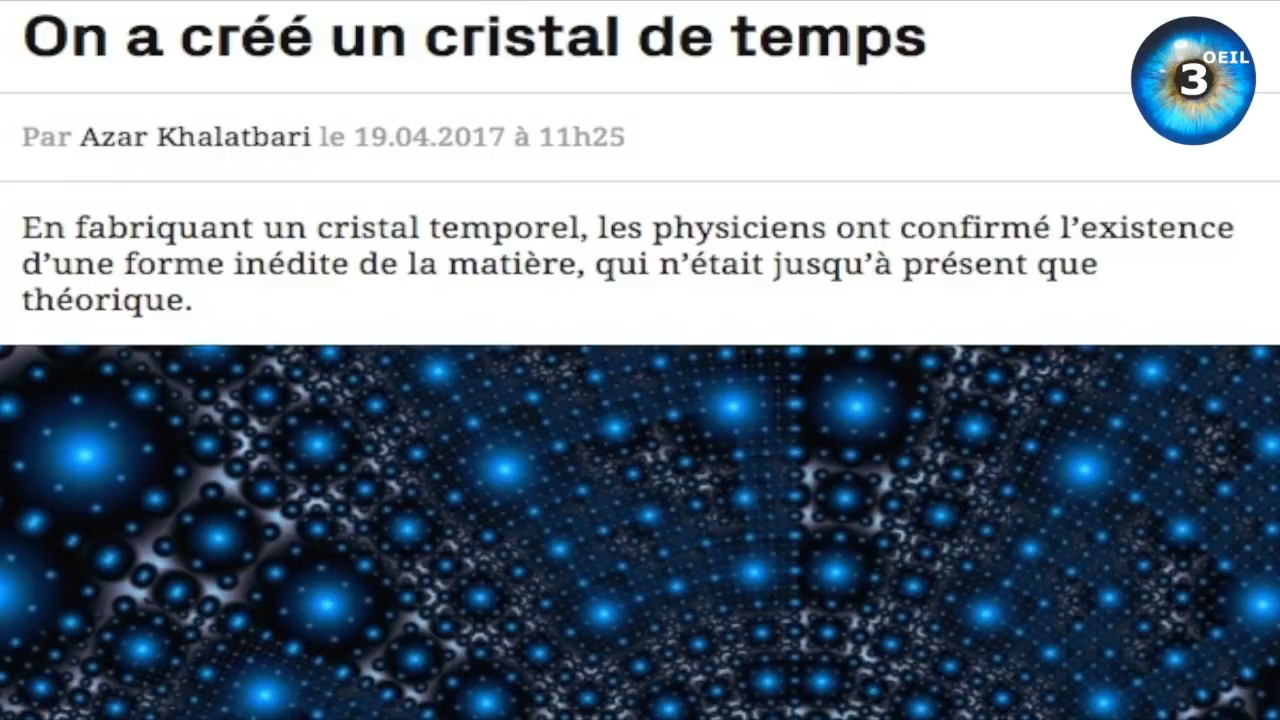 On a créé un cristal de temps
OEIL
3
Par Azar Khalatbari le 19.04.2017 à 11h25
En fabriquant un cristal temporel, les physiciens ont confirmé l’existence
d’une forme inédite de la matière, qui n’était jusqu’à présent que
théorique.